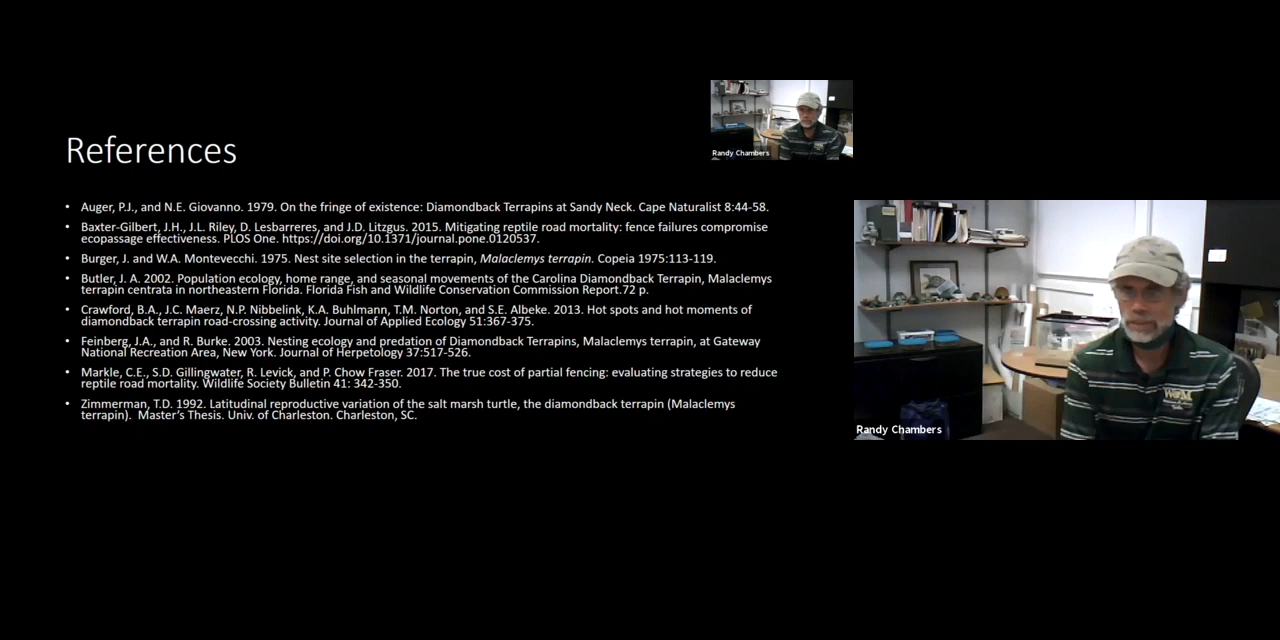 References
• Auger, P.J., and N.E. Giovanno. 1979. On the fringe of existence: Diamondback Terrapins at Sandy Neck. Cape Naturalist 8:44-58.
• Baxter-Gilbert, J.H., J.L. Riley, D. Lesbarreres, and J.D. Litzgus. 2015. Mitigating reptile road mortality: fence failures compromise
ecopassage effectiveness. PLOS One. https://doi.org/10.1371/journal.pone.0120537.
• Burger, J. and W.A. Montevecchi. 1975. Nest site selection in the terrapin, Malaclemys terrapin. Copeia 1975:113-119.
• Butler, J. A. 2002. Population ecology, home range, and seasonal movements of the Carolina Diamondback Terrapin, Malaclemys
terrapin centrata in northeastern Florida. Florida Fish and Wildlife Conservation Commission Report.72 p.
• Crawford, B.A., J.C. Maerz, N.P. Nibbelink, K.A. Buhlmann, T.M. Norton, and S.E. Albeke. 2013. Hot spots and hot moments of
diamondback terrapin road-crossing activity. Journal of Applied Ecology 51:367-375.
• Feinberg, J.A., and R. Burke. 2003. Nesting ecology and predation of Diamondback Terrapins, Malaclemys terrapin, at Gateway
National Recreation Area, New York. Journal of Herpetology 37:517-526.
• Markle, C.E., S.D. Gillingwater, R. Levick, and P. Chow Fraser. 2017. The true cost of partial fencing: evaluating strategies to reduce
reptile road mortality. Wildlife Society Bulletin 41: 342-350.
• Zimmerman, T.D. 1992. Latitudinal reproductive variation of the salt marsh turtle, the diamondback terrapin (Malaclemys
terrapin).  Master's Thesis. Univ. of Charleston. Charleston, SC.
Randy Chambers
Randy Chambers
W&M